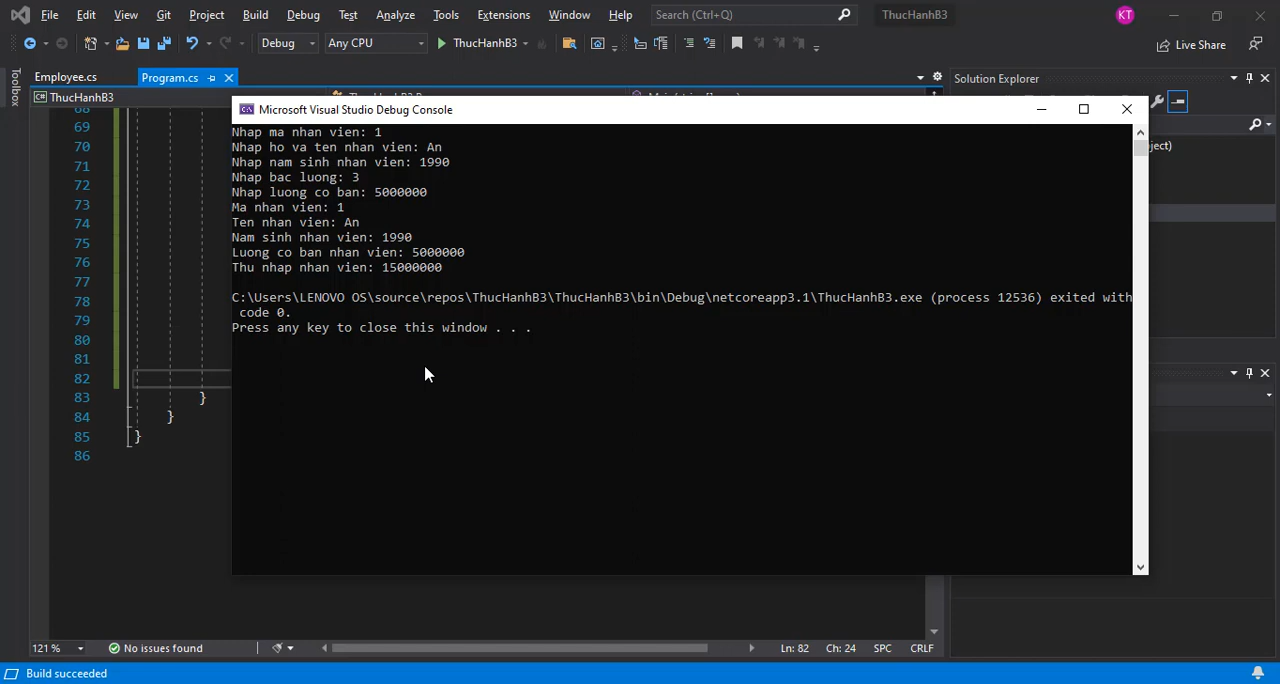 File Edit View Git Project Build Debug Test Analyze Tools Extensions Window Help Search (Ctrl+Q) ThucHanhB3 KT
Debug Any CPU ThucHanhB3 Live Share
Toolbox
Employee.cs Program.cs Solution Explorer
ThucHanhB3
Microsoft Visual Studio Debug Console
Nhap ma nhan vien: 1
Nhap ho va ten nhan vien: An
Nhap nam sinh nhan vien: 1990
Nhap bac luong: 3
Nhap luong co ban: 5000000
Ma nhan vien: 1
Ten nhan vien: An
Nam sinh nhan vien: 1990
Luong co ban nhan vien: 5000000
Thu nhap nhan vien: 15000000
C:\Users\LENOVO OS\source\repos\ThucHanhB3\ThucHanhB3\bin\Debug\netcoreapp3.1\ThucHanhB3.exe (process 12536) exited with
code 0.
Press any key to close this window . . .
ject)
68
69
70
71
72
73
74
75
76
77
78
79
80
81
82
83 }
84 }
85 }
86
121 % No issues found Ln: 82 Ch: 24 SPC CRLF
Build succeeded